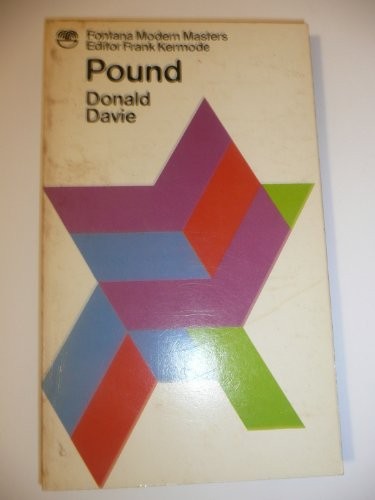 Fontana Modern Masters
Editor Frank Kermode
Pound
Donald
Davie